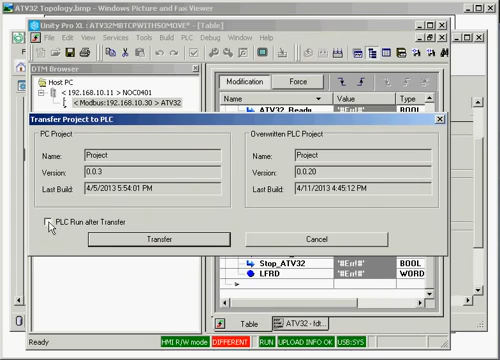 ATV32 Topology.bmp - Windows Picture and Fax Viewer
Unity Pro XL : ATV32*MBTCPWITHSOMOVE* - [Table]
File Edit View Services Tools Build PLC Debug Window ?
DTM Browser
Host PC
< 192.168.10.11 > NOC0401
< Modbus:192.168.10.30 > ATV32
Modification Force
Name Value Type
ATV32_Ready '#Err!#' BOOL
Transfer Project to PLC
PC Project Overwritten PLC Project
Name: Project Name: Project
Version: 0.0.3 Version: 0.0.20
Last Build: 4/5/2013 5:54:01 PM Last Build: 4/11/2013 4:45:12 PM
PLC Run after Transfer
Transfer Cancel
Stop_ATV32 '#Err!#' BOOL
LFRD '#Err!#' WORD
Table ATV32 - fdt...
Ready HMI R/W mode DIFFERENT RUN UPLOAD INFO OK USB:SYS